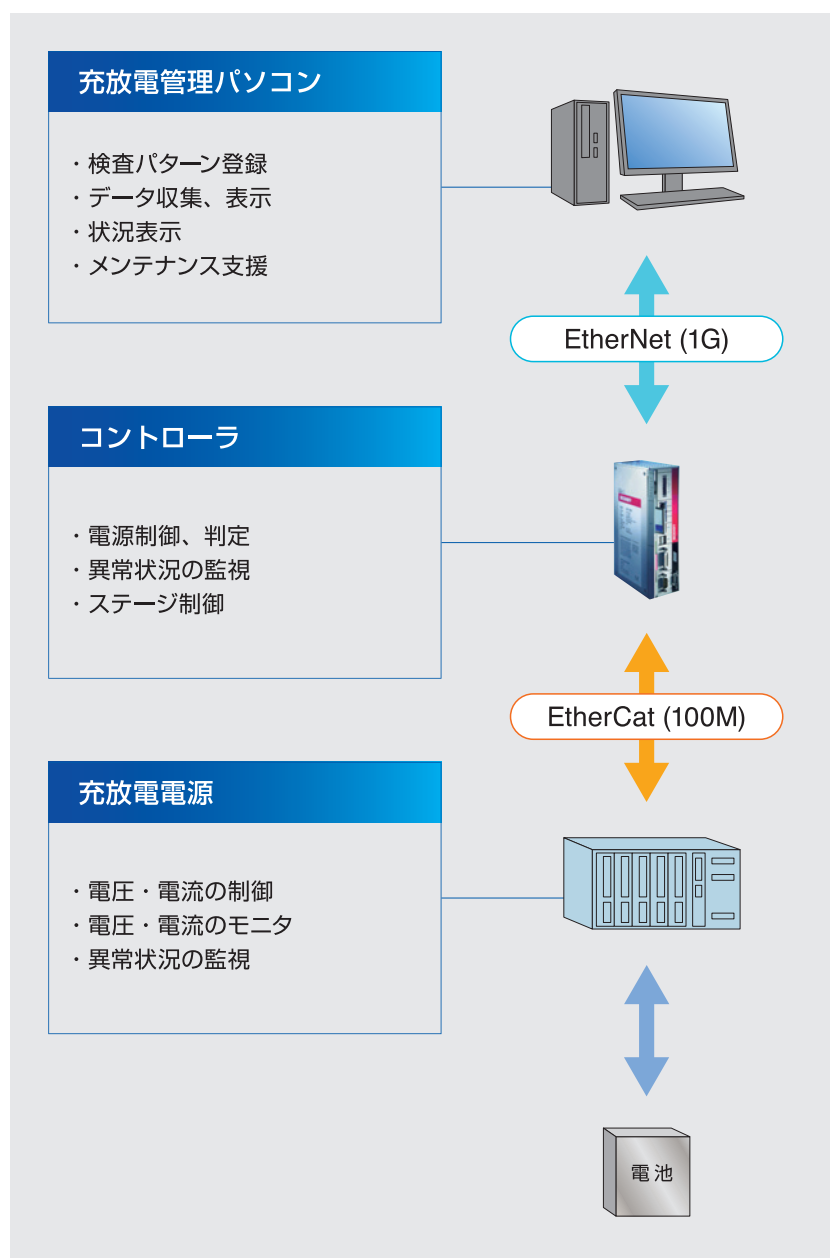 充放電管理パソコン
・検査パターン登録
・データ収集、表示
・状況表示
・メンテナンス支援
EtherNet (1G)
コントローラ
・電源制御、判定
・異常状況の監視
・ステージ制御
EtherCat (100M)
充放電電源
・電圧・電流の制御
・電圧・電流のモニタ
・異常状況の監視
電池